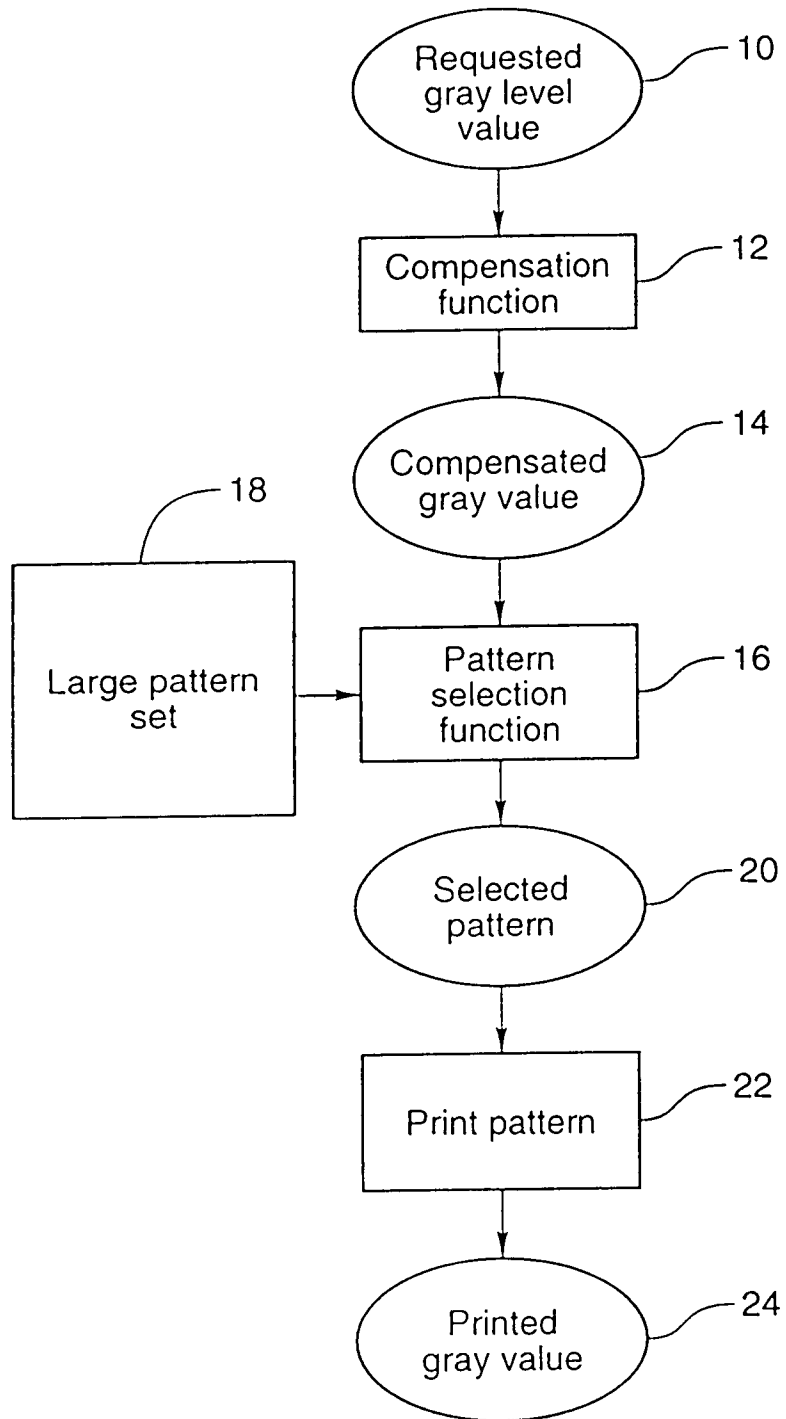 Requested
gray level
value
10
Compensation
function
12
Compensated
gray value
14
18
Large pattern
set
Pattern
selection
function
16
Selected
pattern
20
Print pattern
22
Printed
gray value
24